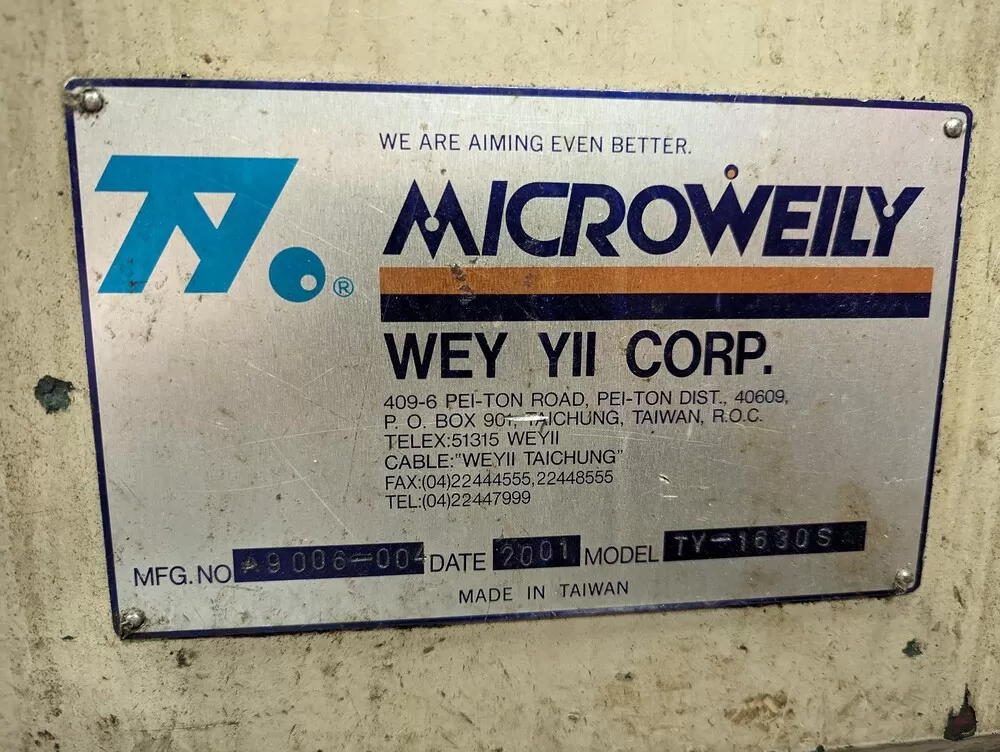 WE ARE AIMING EVEN BETTER.
TY ®
MICROWEILY
WEY YII CORP.
409-6 PEI-TON ROAD, PEI-TON DIST., 40609,
P. O. BOX 901, TAICHUNG, TAIWAN, R.O.C.
TELEX:51315 WEYII
CABLE:"WEYII TAICHUNG"
FAX:(04)22444555,22448555
TEL:(04)22447999
MFG.NO DATE 2001 MODEL TY-1630S
MADE IN TAIWAN